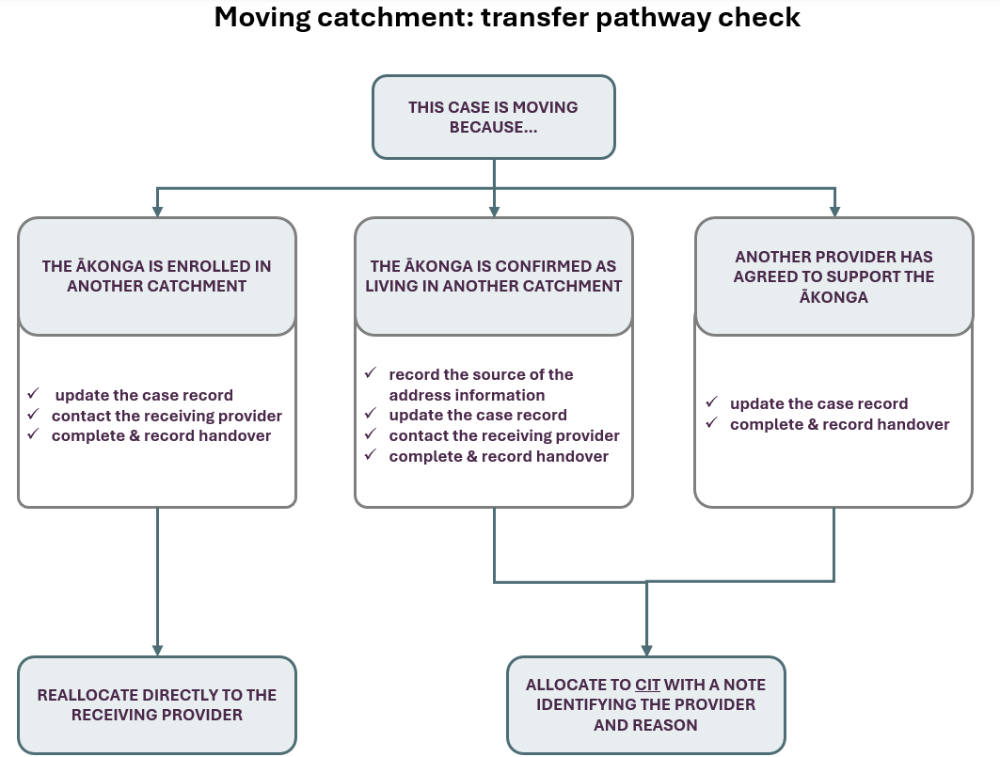 Moving catchment: transfer pathway check
THIS CASE IS MOVING
BECAUSE...
THE ĀKONGA IS ENROLLED IN
ANOTHER CATCHMENT
✓ update the case record
✓ contact the receiving provider
✓ complete & record handover
THE ĀKONGA IS CONFIRMED AS
LIVING IN ANOTHER CATCHMENT
✓ record the source of the
address information
✓ update the case record
✓ contact the receiving provider
✓ complete & record handover
ANOTHER PROVIDER HAS
AGREED TO SUPPORT THE
ĀKONGA
✓ update the case record
✓ complete & record handover
REALLOCATE DIRECTLY TO THE
RECEIVING PROVIDER
ALLOCATE TO CIT WITH A NOTE
IDENTIFYING THE PROVIDER
AND REASON